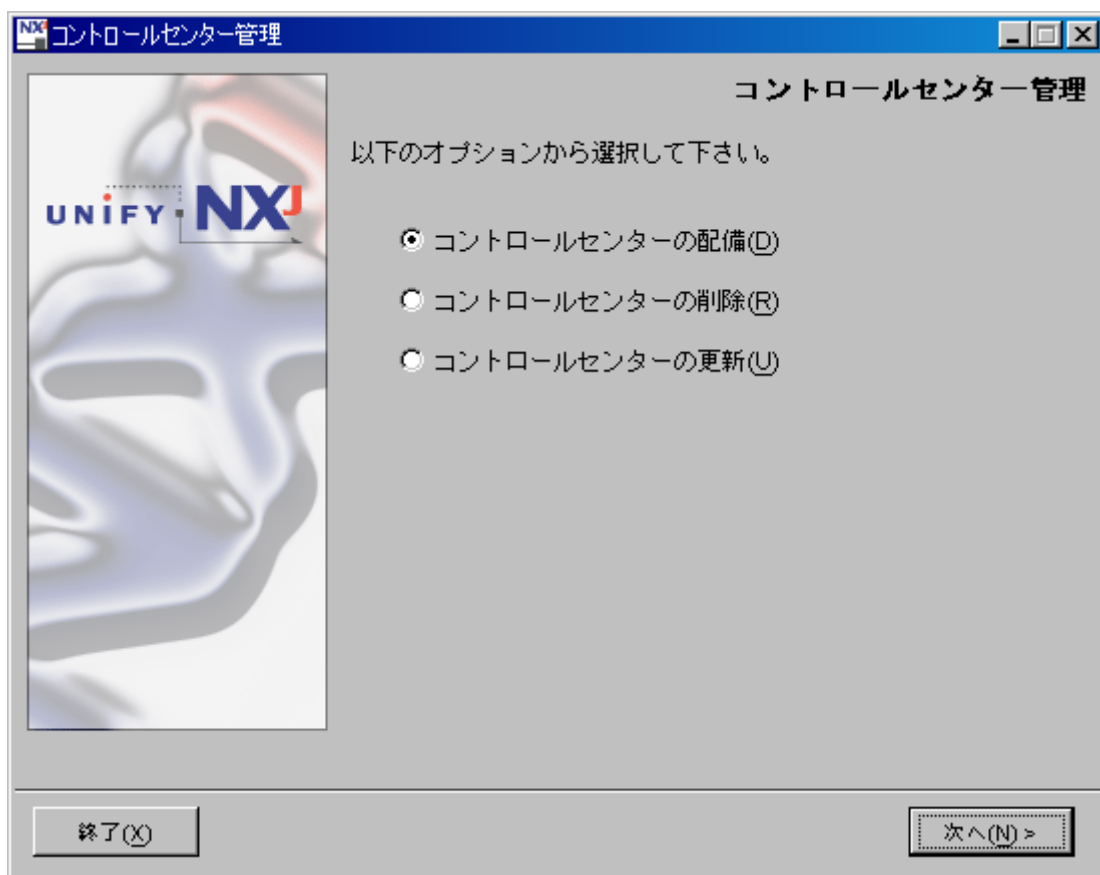 コントロールセンター管理
コントロールセンター管理
以下のオプションから選択して下さい。
UNiFY NXJ
コントロールセンターの配備(D)
コントロールセンターの削除(R)
コントロールセンターの更新(U)
終了(X)
次へ(N) >